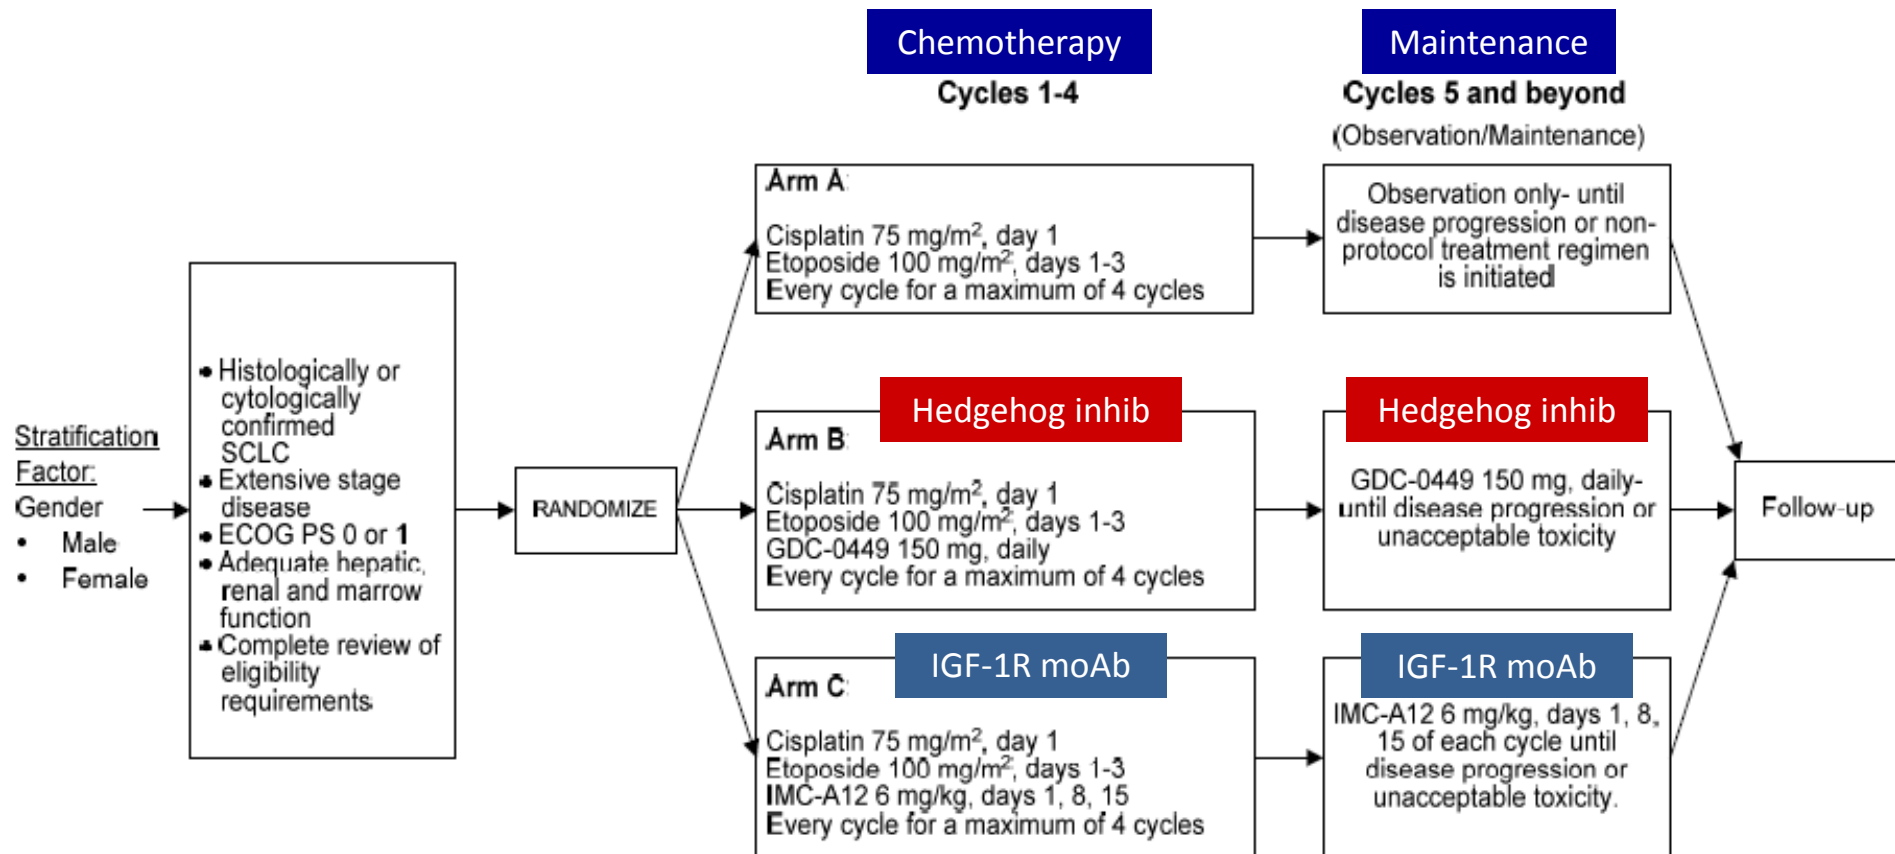 Chemotherapy
Cycles 1-4
Maintenance
Cycles 5 and beyond
(Observation/Maintenance)
Stratification
Factor:
Gender
• Male
• Female
• Histologically or
cytologically
confirmed
SCLC
• Extensive stage
disease
• ECOG PS 0 or 1
• Adequate hepatic,
renal and marrow
function
• Complete review of
eligibility
requirements
RANDOMIZE
Arm A:
Cisplatin 75 mg/m², day 1
Etoposide 100 mg/m², days 1-3
Every cycle for a maximum of 4 cycles
Observation only- until
disease progression or non-
protocol treatment regimen
is initiated
Hedgehog inhib
Arm B:
Cisplatin 75 mg/m², day 1
Etoposide 100 mg/m², days 1-3
GDC-0449 150 mg, daily
Every cycle for a maximum of 4 cycles
Hedgehog inhib
GDC-0449 150 mg, daily-
until disease progression or
unacceptable toxicity
IGF-1R moAb
Arm C:
Cisplatin 75 mg/m², day 1
Etoposide 100 mg/m², days 1-3
IMC-A12 6 mg/kg, days 1, 8, 15
Every cycle for a maximum of 4 cycles
IGF-1R moAb
IMC-A12 6 mg/kg, days 1, 8,
15 of each cycle until
disease progression or
unacceptable toxicity.
Follow-up